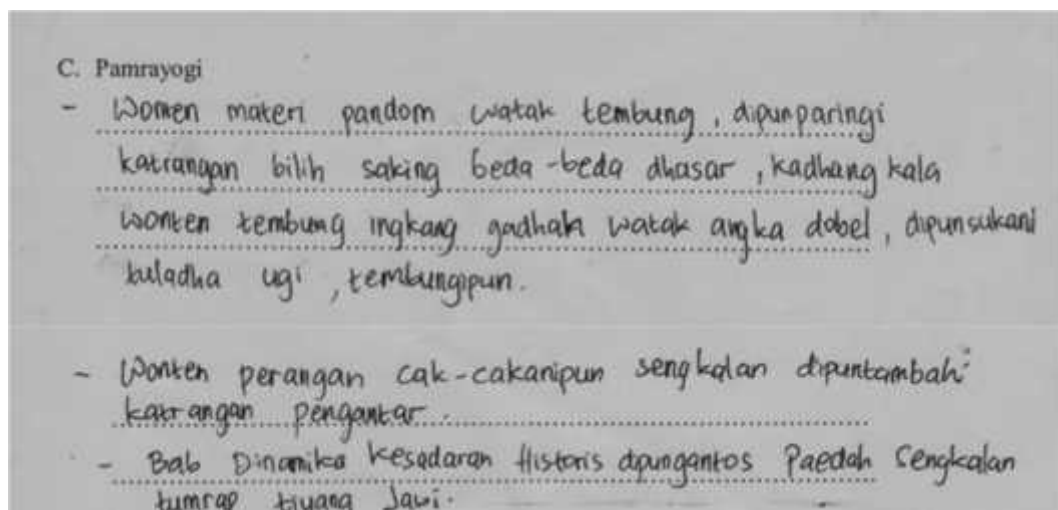 C. Pamrayogi
- Wonten materi pandom watak tembung, dipunparingi
katrangan bilih saking beda-beda dhasar, kadhang kala
wonten tembung ingkang gadhah watak angka dobel, dipunsukani
tuladha ugi, tembungipun.
- Wonten perangan cak-cakanipun sengkalan dipuntambahi
katrangan pengantar.
- Bab Dinamika Kesadaran Historis dipungantos Paedah Sengkalan
tumrap tiyang Jawi.